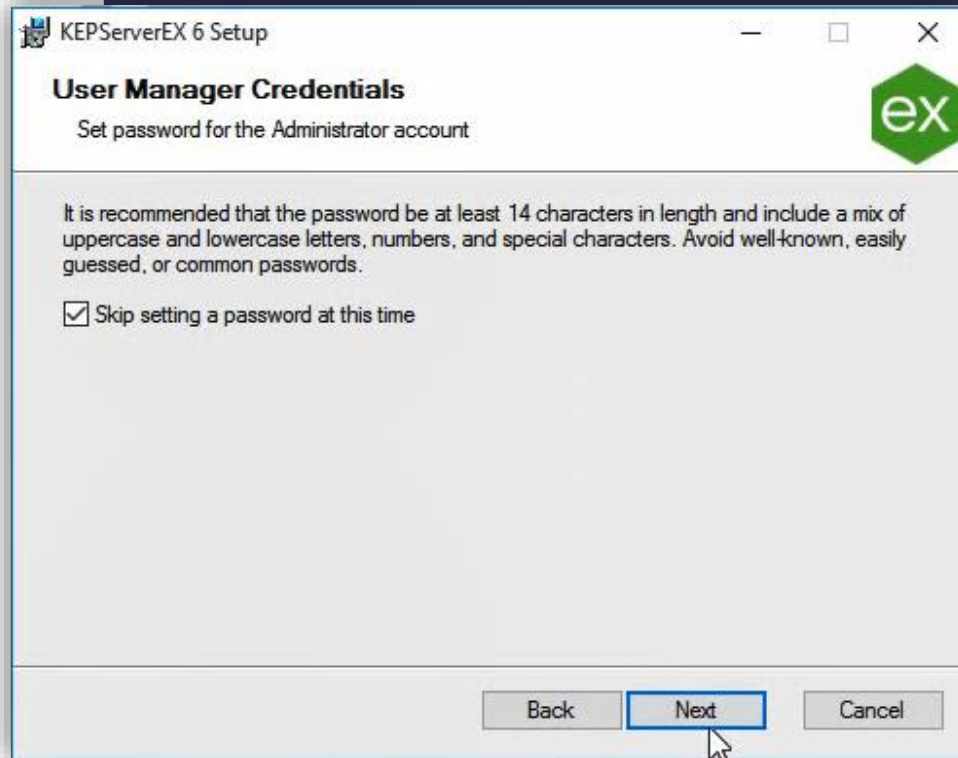 KEPServerEX 6 Setup
User Manager Credentials
Set password for the Administrator account
ex
It is recommended that the password be at least 14 characters in length and include a mix of
uppercase and lowercase letters, numbers, and special characters. Avoid well-known, easily
guessed, or common passwords.
Skip setting a password at this time
Back Next Cancel